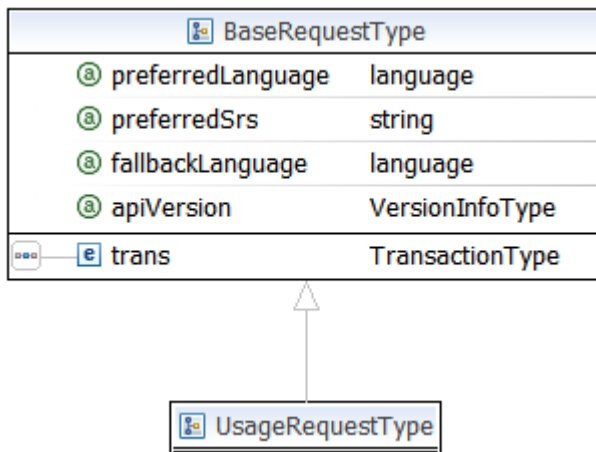 BaseRequestType
preferredLanguage language
preferredSrs string
fallbackLanguage language
apiVersion VersionInfoType
e trans TransactionType
UsageRequestType